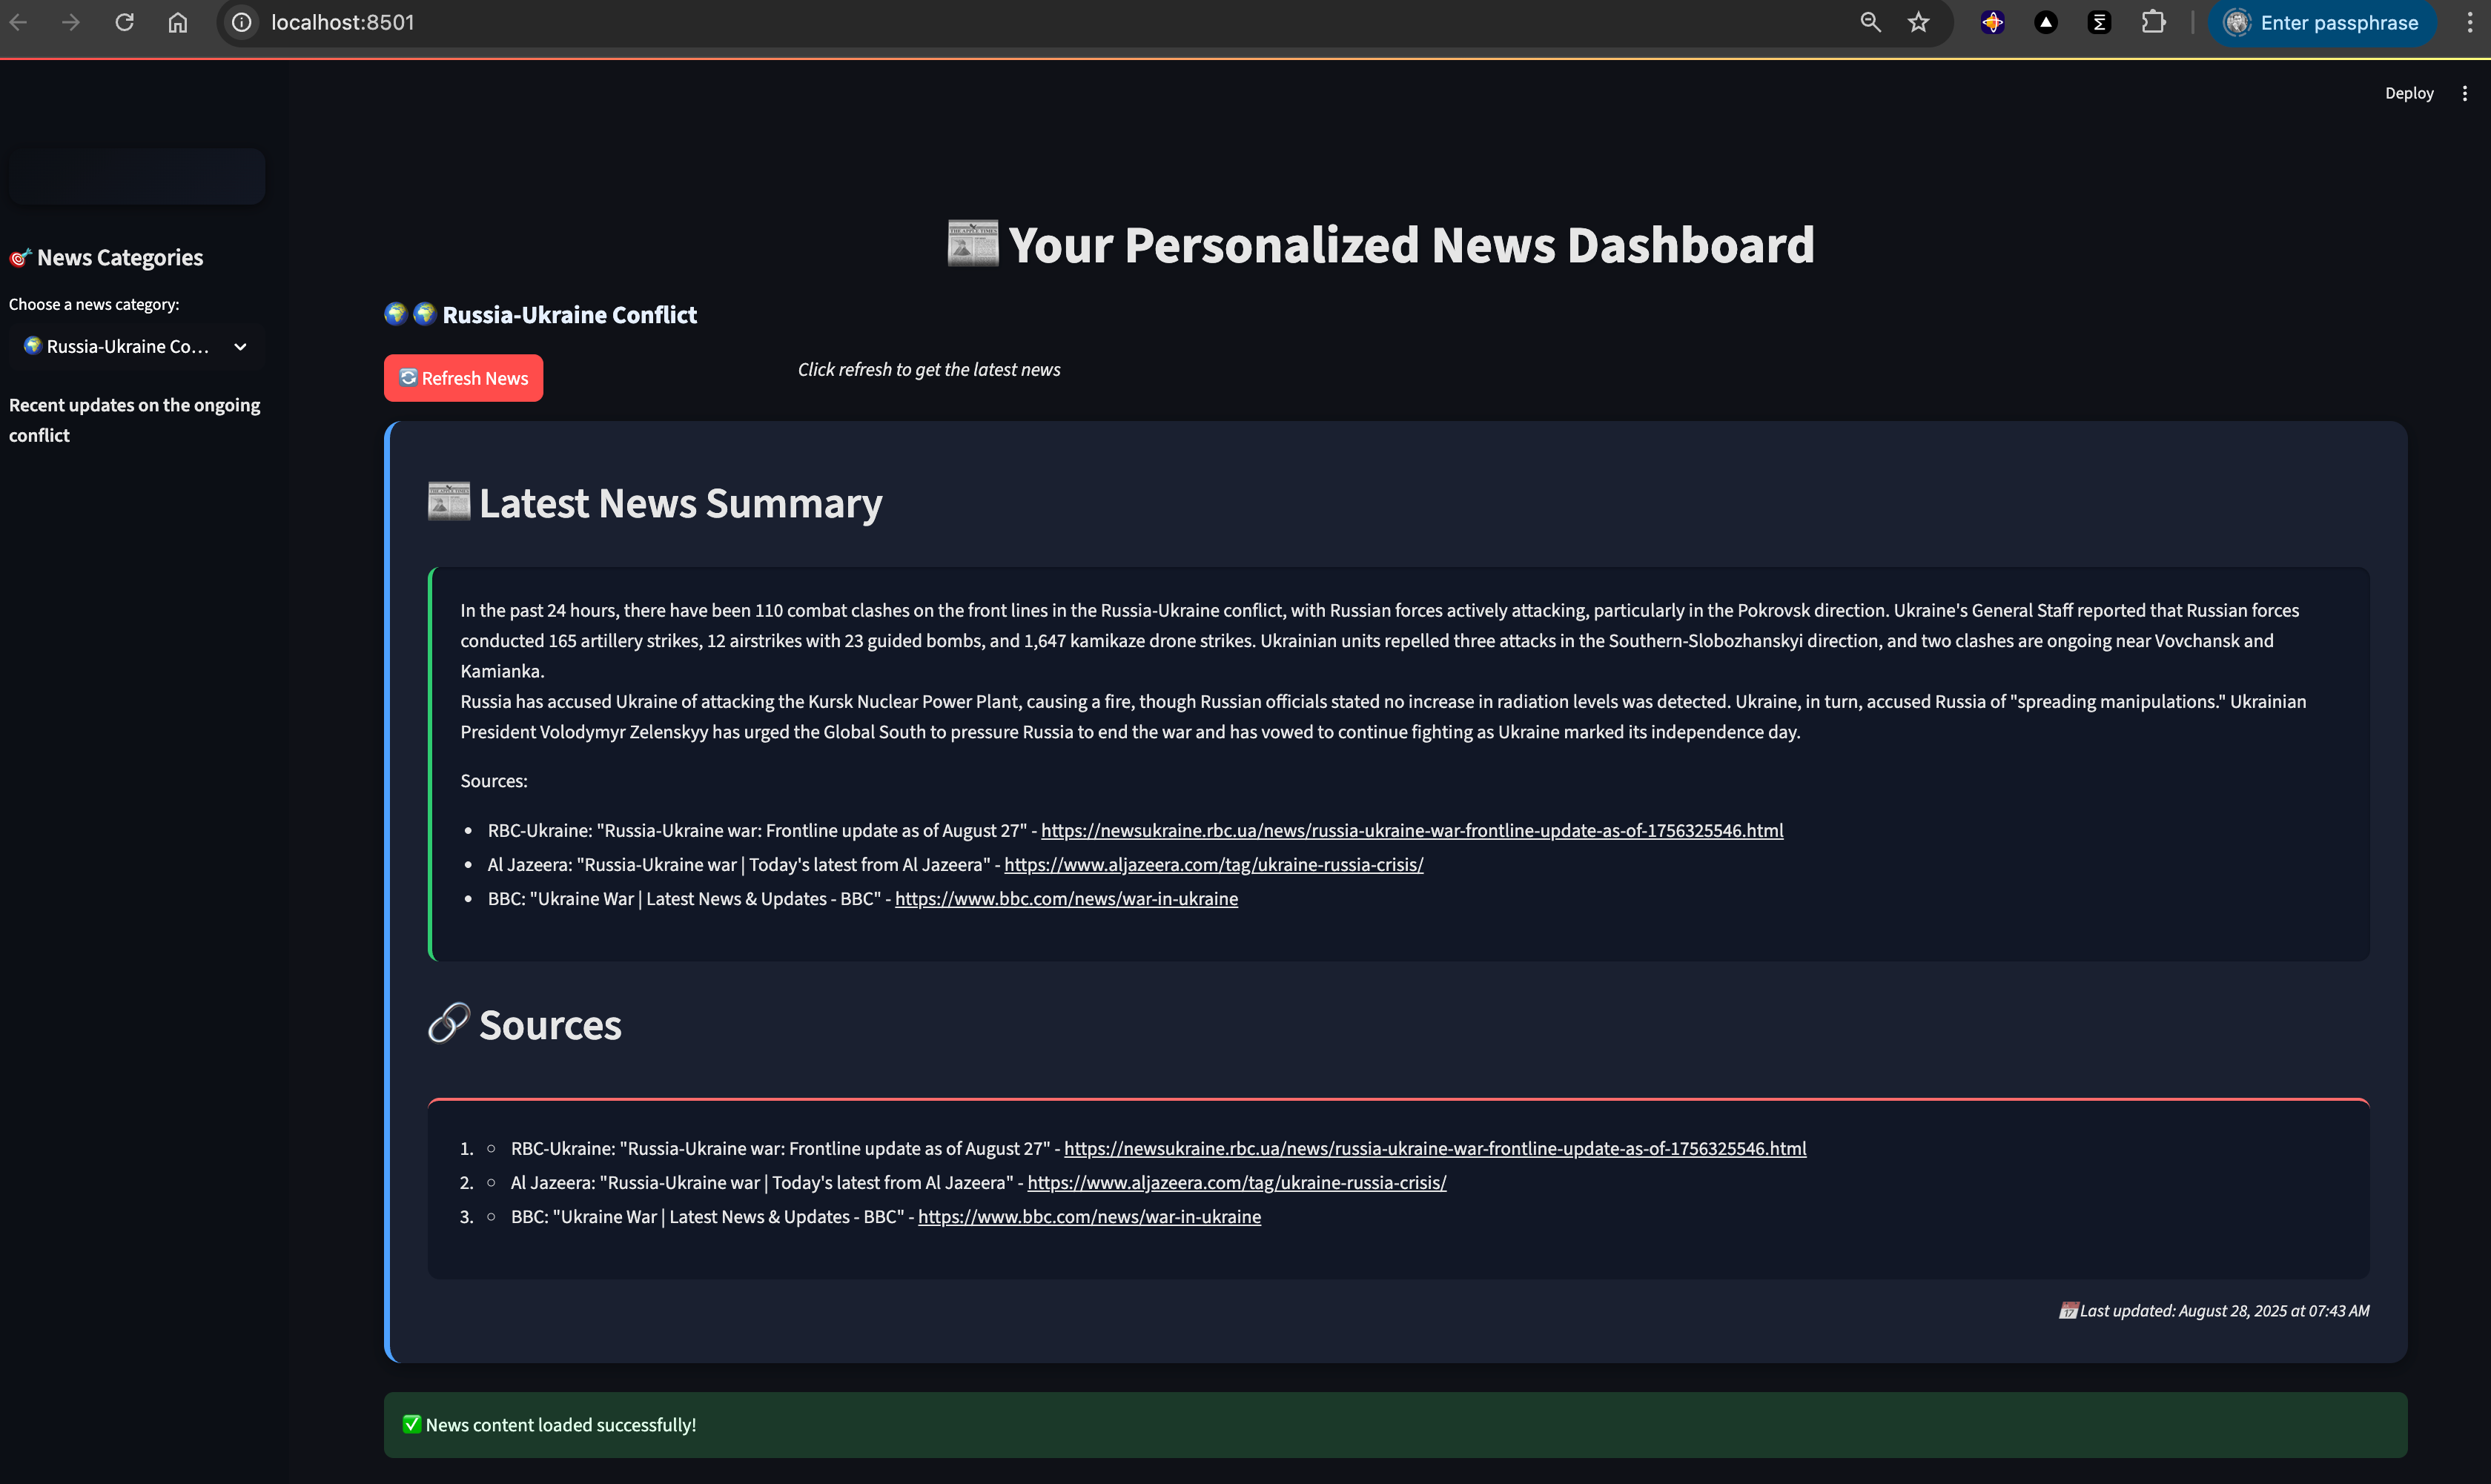 localhost:8501
Enter passphrase
Deploy
🎯 News Categories
Choose a news category:
🌍 Russia-Ukraine Co...
Recent updates on the ongoing
conflict
📰 Your Personalized News Dashboard
🌍🌍 Russia-Ukraine Conflict
🔄 Refresh News
Click refresh to get the latest news
📰 Latest News Summary
In the past 24 hours, there have been 110 combat clashes on the front lines in the Russia-Ukraine conflict, with Russian forces actively attacking, particularly in the Pokrovsk direction. Ukraine's General Staff reported that Russian forces
conducted 165 artillery strikes, 12 airstrikes with 23 guided bombs, and 1,647 kamikaze drone strikes. Ukrainian units repelled three attacks in the Southern-Slobozhanskyi direction, and two clashes are ongoing near Vovchansk and
Kamianka.
Russia has accused Ukraine of attacking the Kursk Nuclear Power Plant, causing a fire, though Russian officials stated no increase in radiation levels was detected. Ukraine, in turn, accused Russia of "spreading manipulations." Ukrainian
President Volodymyr Zelenskyy has urged the Global South to pressure Russia to end the war and has vowed to continue fighting as Ukraine marked its independence day.
Sources:
• RBC-Ukraine: "Russia-Ukraine war: Frontline update as of August 27" - https://newsukraine.rbc.ua/news/russia-ukraine-war-frontline-update-as-of-1756325546.html
• Al Jazeera: "Russia-Ukraine war | Today's latest from Al Jazeera" - https://www.aljazeera.com/tag/ukraine-russia-crisis/
• BBC: "Ukraine War | Latest News & Updates - BBC" - https://www.bbc.com/news/war-in-ukraine
🔗 Sources
1. ○ RBC-Ukraine: "Russia-Ukraine war: Frontline update as of August 27" - https://newsukraine.rbc.ua/news/russia-ukraine-war-frontline-update-as-of-1756325546.html
2. ○ Al Jazeera: "Russia-Ukraine war | Today's latest from Al Jazeera" - https://www.aljazeera.com/tag/ukraine-russia-crisis/
3. ○ BBC: "Ukraine War | Latest News & Updates - BBC" - https://www.bbc.com/news/war-in-ukraine
📅 Last updated: August 28, 2025 at 07:43 AM
✅ News content loaded successfully!